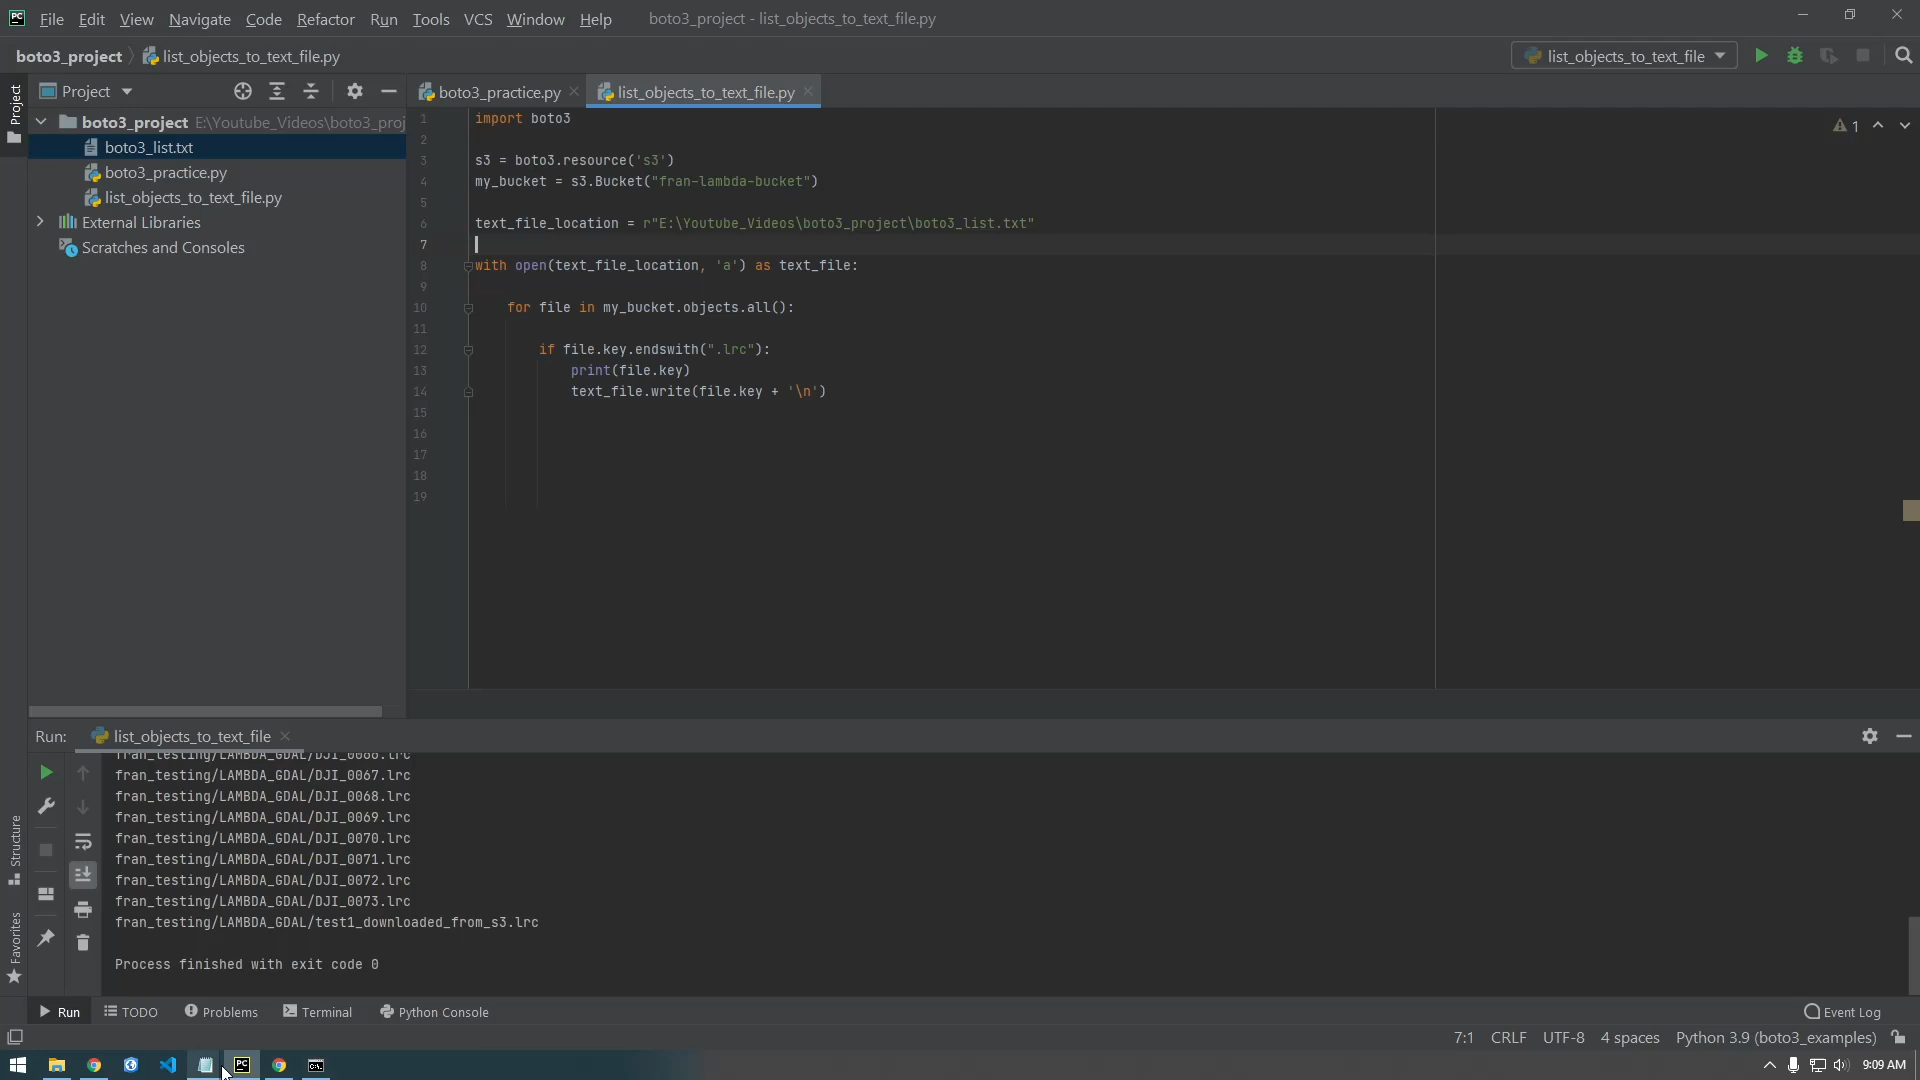 File Edit View Navigate Code Refactor Run Tools VCS Window Help boto3_project - list_objects_to_text_file.py
boto3_project list_objects_to_text_file.py list_objects_to_text_file
Project Project boto3_practice.py list_objects_to_text_file.py
boto3_project E:\Youtube_Videos\boto3_proj
boto3_list.txt
boto3_practice.py
list_objects_to_text_file.py
External Libraries
Scratches and Consoles
1 import boto3
2
3 s3 = boto3.resource('s3')
4 my_bucket = s3.Bucket("fran-lambda-bucket")
5
6 text_file_location = r"E:\Youtube_Videos\boto3_project\boto3_list.txt"
7
8 with open(text_file_location, 'a') as text_file:
9
10 for file in my_bucket.objects.all():
11
12 if file.key.endswith(".lrc"):
13 print(file.key)
14 text_file.write(file.key + '\n')
15
16
17
18
19
1
Run: list_objects_to_text_file
fran_testing/LAMBDA_GDAL/DJI_0066.lrc
fran_testing/LAMBDA_GDAL/DJI_0067.lrc
fran_testing/LAMBDA_GDAL/DJI_0068.lrc
fran_testing/LAMBDA_GDAL/DJI_0069.lrc
fran_testing/LAMBDA_GDAL/DJI_0070.lrc
fran_testing/LAMBDA_GDAL/DJI_0071.lrc
fran_testing/LAMBDA_GDAL/DJI_0072.lrc
fran_testing/LAMBDA_GDAL/DJI_0073.lrc
fran_testing/LAMBDA_GDAL/test1_downloaded_from_s3.lrc
Process finished with exit code 0
Structure
Favorites
Run TODO Problems Terminal Python Console Event Log
7:1 CRLF UTF-8 4 spaces Python 3.9 (boto3_examples)
9:09 AM